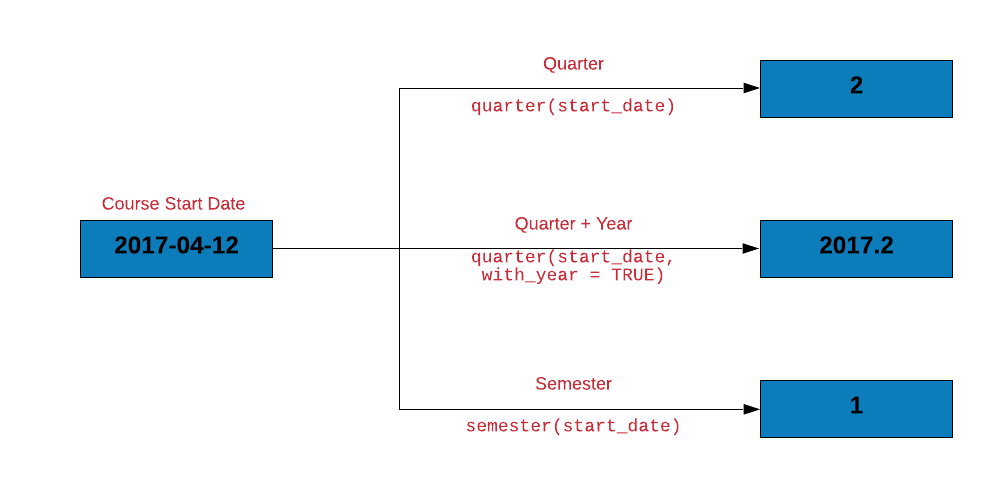 Quarter
quarter(start_date)
2
Course Start Date
2017-04-12
Quarter + Year
quarter(start_date,
with_year = TRUE)
2017.2
Semester
semester(start_date)
1